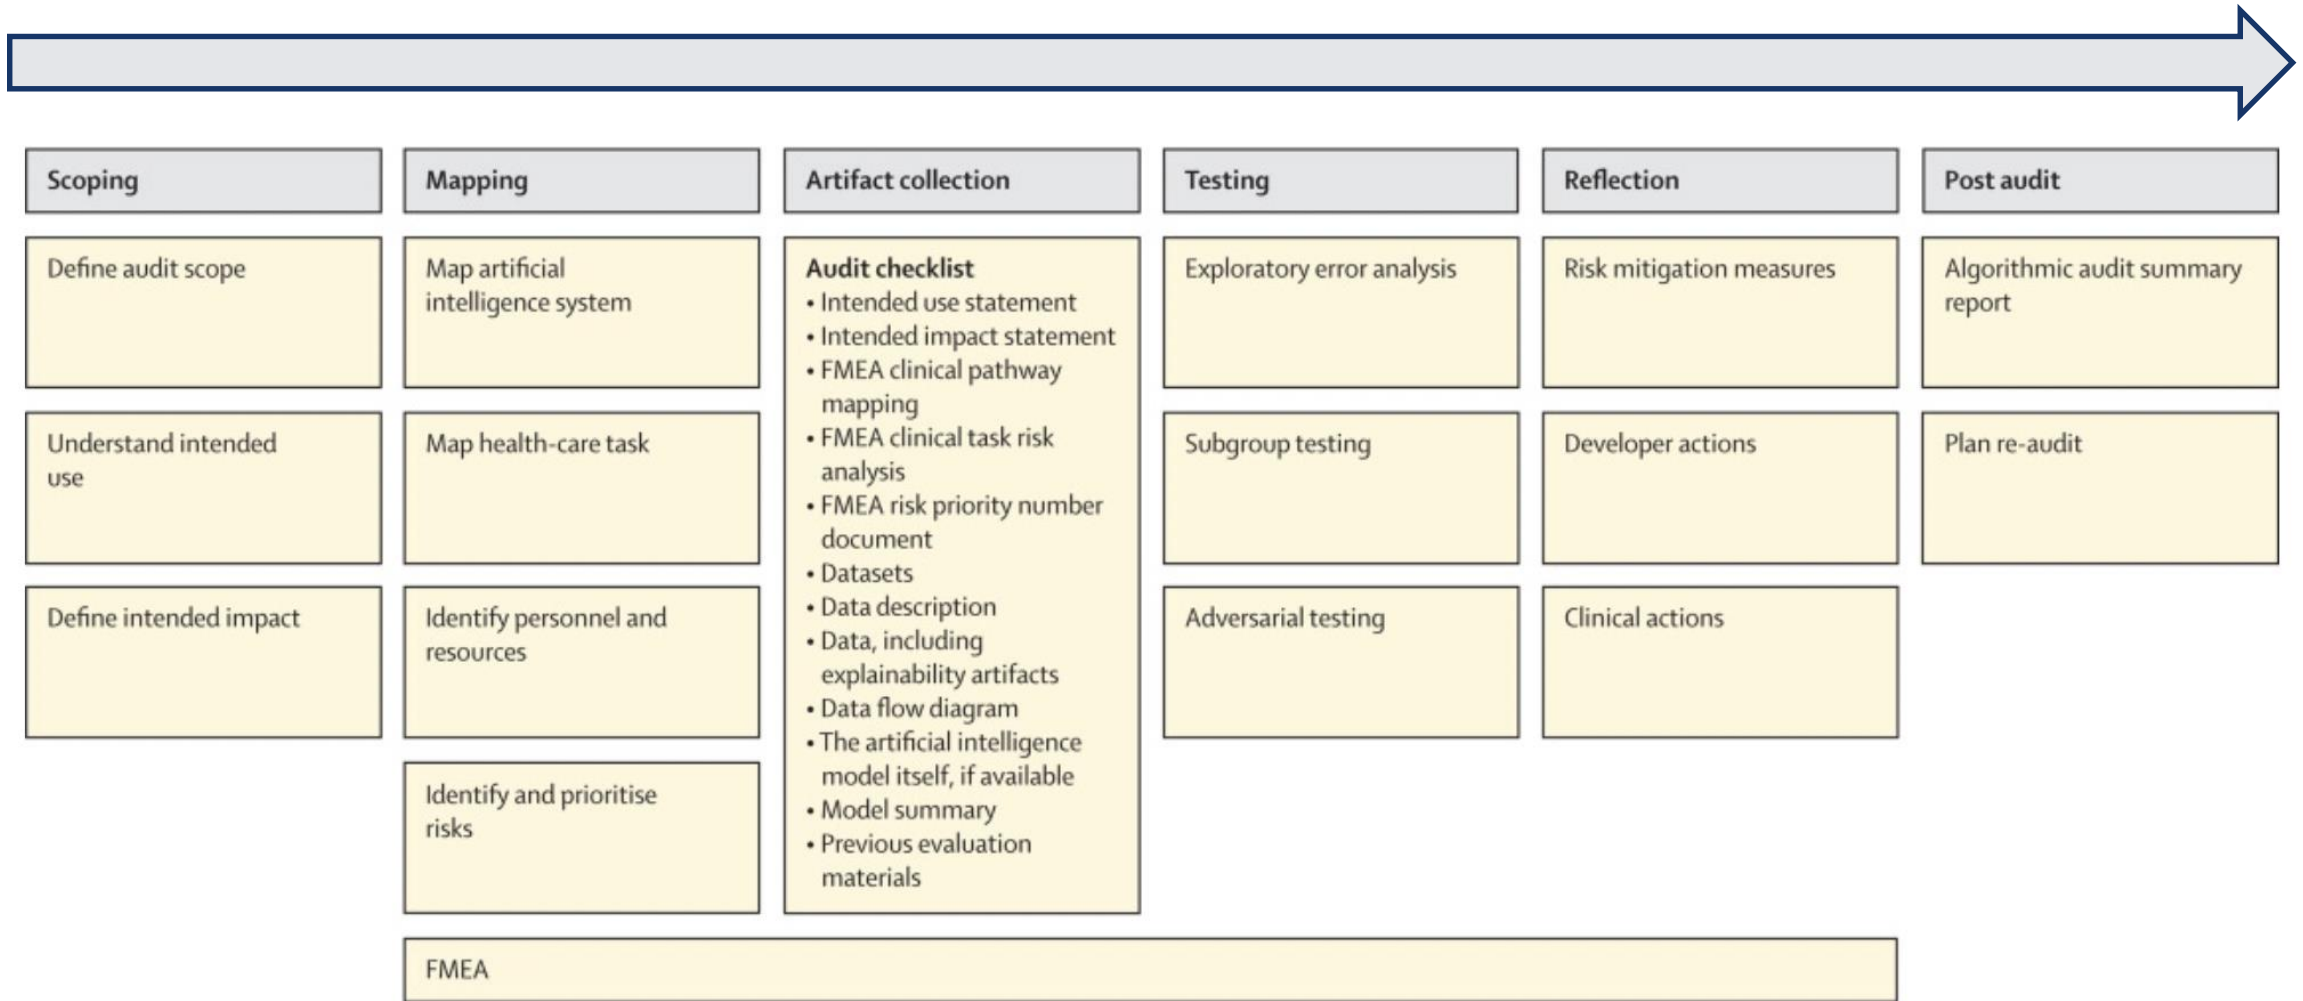 Scoping
Define audit scope
Understand intended
use
Define intended impact
Mapping
Map artificial
intelligence system
Map health-care task
Identify personnel and
resources
Identify and prioritise
risks
Artifact collection
Audit checklist
• Intended use statement
• Intended impact statement
• FMEA clinical pathway
mapping
• FMEA clinical task risk
analysis
• FMEA risk priority number
document
• Datasets
• Data description
• Data, including
explainability artifacts
• Data flow diagram
• The artificial intelligence
model itself, if available
• Model summary
• Previous evaluation
materials
Testing
Exploratory error analysis
Subgroup testing
Adversarial testing
Reflection
Risk mitigation measures
Developer actions
Clinical actions
Post audit
Algorithmic audit summary
report
Plan re-audit
FMEA